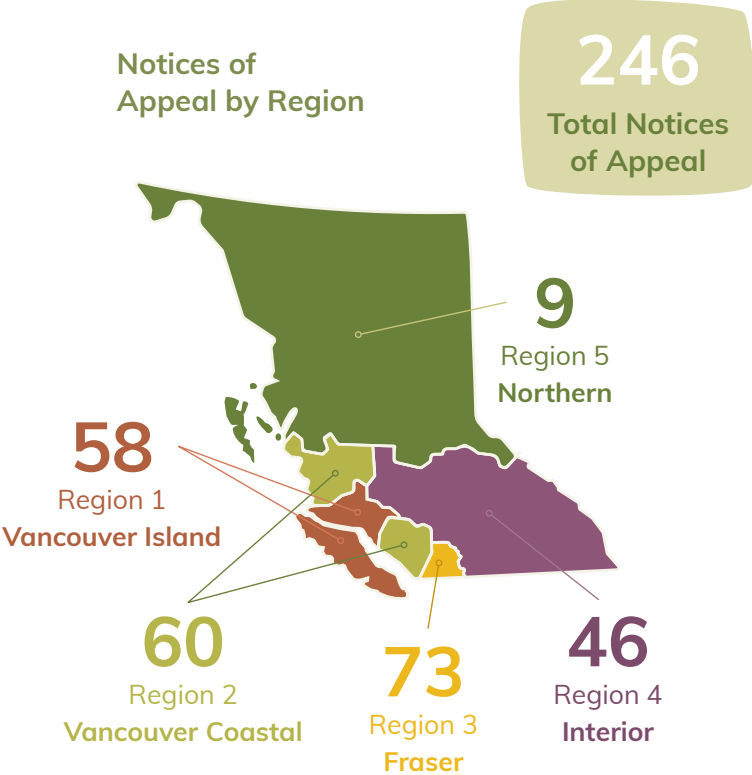 Notices of
Appeal by Region
246
Total Notices
of Appeal
9
Region 5
Northern
58
Region 1
Vancouver Island
60
Region 2
Vancouver Coastal
73
Region 3
Fraser
46
Region 4
Interior